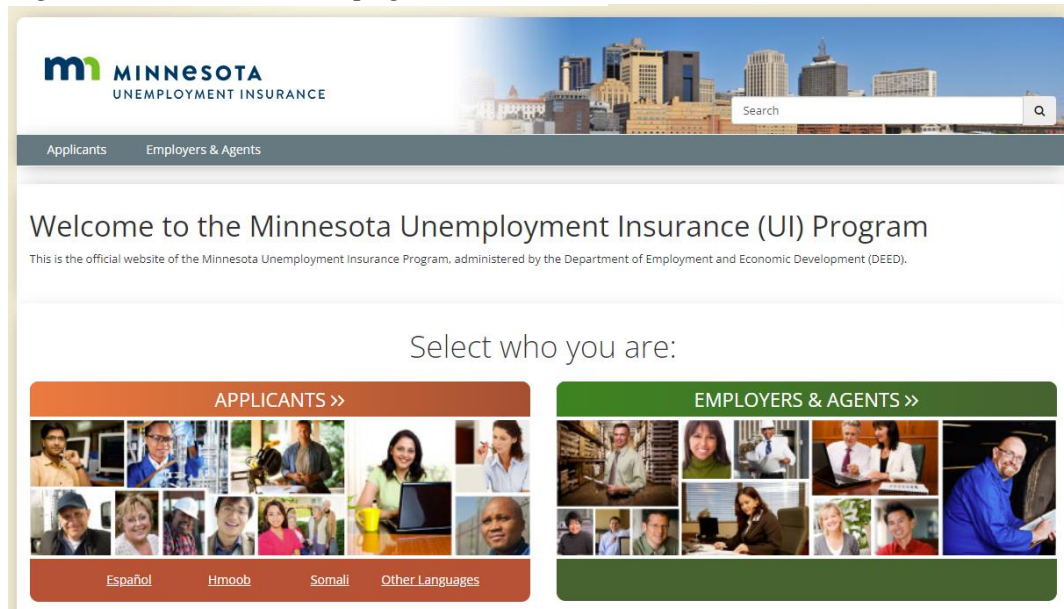 MINNESOTA
UNEMPLOYMENT INSURANCE
Search
Applicants Employers & Agents
Welcome to the Minnesota Unemployment Insurance (UI) Program
This is the official website of the Minnesota Unemployment Insurance Program, administered by the Department of Employment and Economic Development (DEED).
Select who you are:
APPLICANTS >> EMPLOYERS & AGENTS >>
Español Hmoob Somali Other Languages